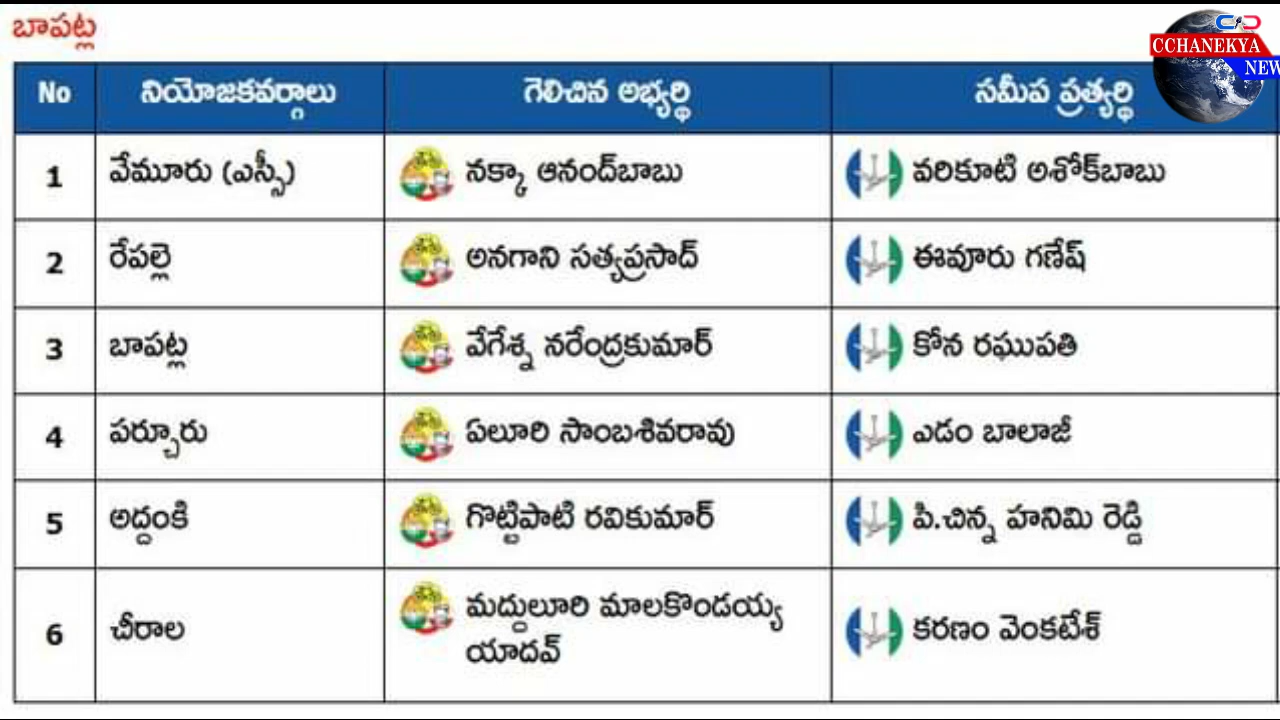 బాపట్ల
CCHANEKYA
NEW
No నియోజకవర్గాలు గెలిచిన అభ్యర్థి సమీప ప్రత్యర్థి
1 వేమూరు (ఎస్సీ) నక్కా ఆనంద్‌బాబు వరికూటి అశోక్‌బాబు
2 రేపల్లె అనగాని సత్యప్రసాద్ ఈవూరు గణేష్
3 బాపట్ల వేగేశ్న నరేంద్రకుమార్ కోన రఘుపతి
4 పర్చూరు ఏలూరి సాంబశివరావు ఎడం బాలాజీ
5 అద్దంకి గొట్టిపాటి రవికుమార్ పి.చిన్న హనిమి రెడ్డి
6 చీరాల మద్దులూరి మాలకొండయ్య కరణం వెంకటేశ్
యాదవ్